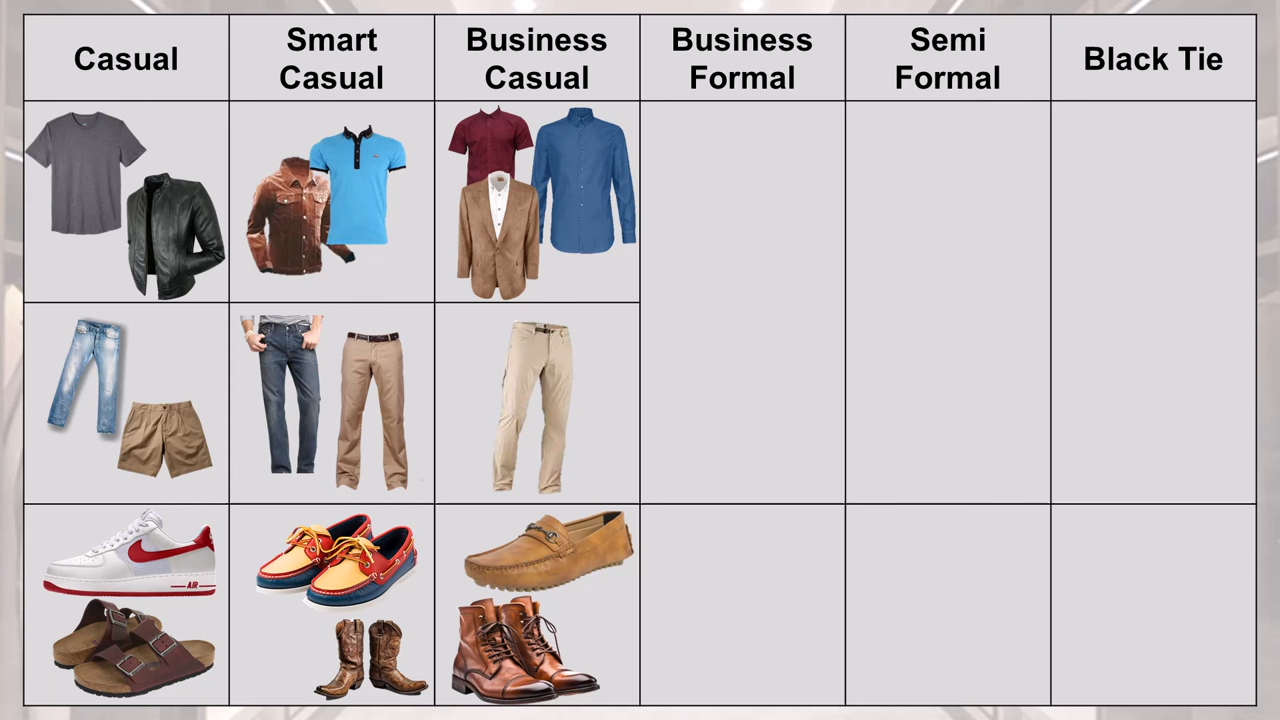 Casual
Smart
Casual
Business
Casual
Business
Formal
Semi
Formal
Black Tie
AIR